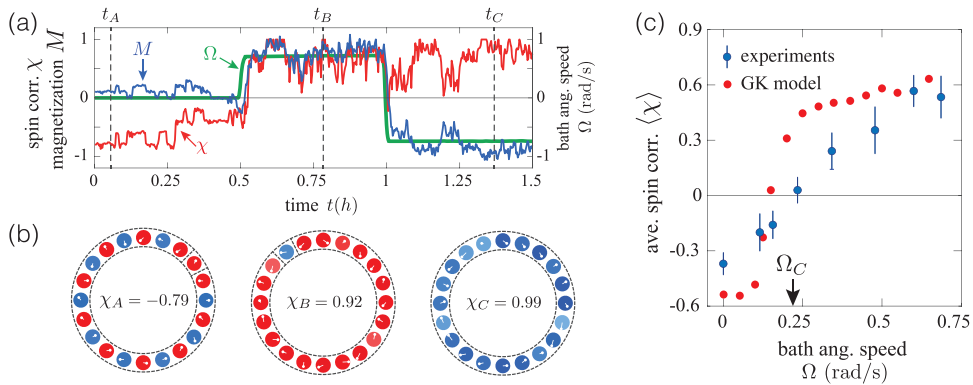 (a)
t_A
t_B
t_C
spin corr. χ
magnetization M
1
0
-1
M
Ω
χ
1
0
-1
bath ang. speed
Ω (rad/s)
0 0.25 0.5 0.75 1 1.25 1.5
time t(h)
(b)
χ_A = −0.79
χ_B = 0.92
χ_C = 0.99
(c)
experiments
GK model
ave. spin corr. ⟨χ⟩
0.9
0.6
0.3
0
-0.3
-0.6
Ω_C
0 0.25 0.5 0.75
bath ang. speed
Ω (rad/s)